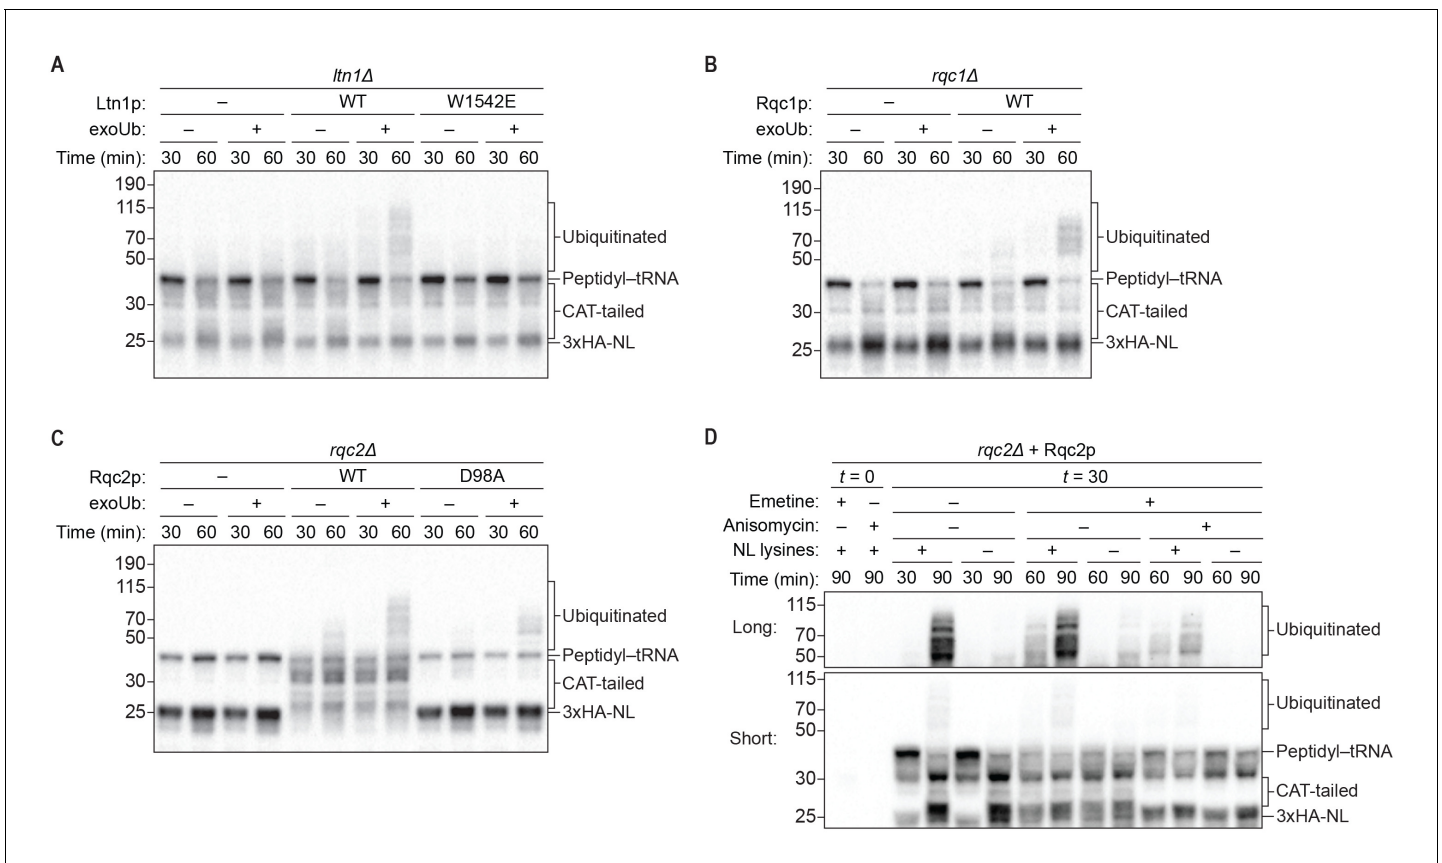 A
ltn1Δ
Ltn1p: – WT W1542E
exoUb: – + – + – +
Time (min): 30 60 30 60 30 60 30 60 30 60 30 60
190
115
70
50
30
25
Ubiquitinated
Peptidyl–tRNA
CAT-tailed
3xHA-NL
B
rqc1Δ
Rqc1p: – WT
exoUb: – + – +
Time (min): 30 60 30 60 30 60 30 60
190
115
70
50
30
25
Ubiquitinated
Peptidyl–tRNA
CAT-tailed
3xHA-NL
C
rqc2Δ
Rqc2p: – WT D98A
exoUb: – + – + – +
Time (min): 30 60 30 60 30 60 30 60 30 60 30 60
190
115
70
50
30
25
Ubiquitinated
Peptidyl–tRNA
CAT-tailed
3xHA-NL
D
rqc2Δ + Rqc2p
t = 0 t = 30
Emetine: + – – +
Anisomycin: – + – – +
NL lysines: + + + – + – + –
Time (min): 90 90 30 90 30 90 60 90 60 90 60 90 60 90
Long:
115
70
50
Ubiquitinated
Short:
115
70
50
30
25
Ubiquitinated
Peptidyl–tRNA
CAT-tailed
3xHA-NL